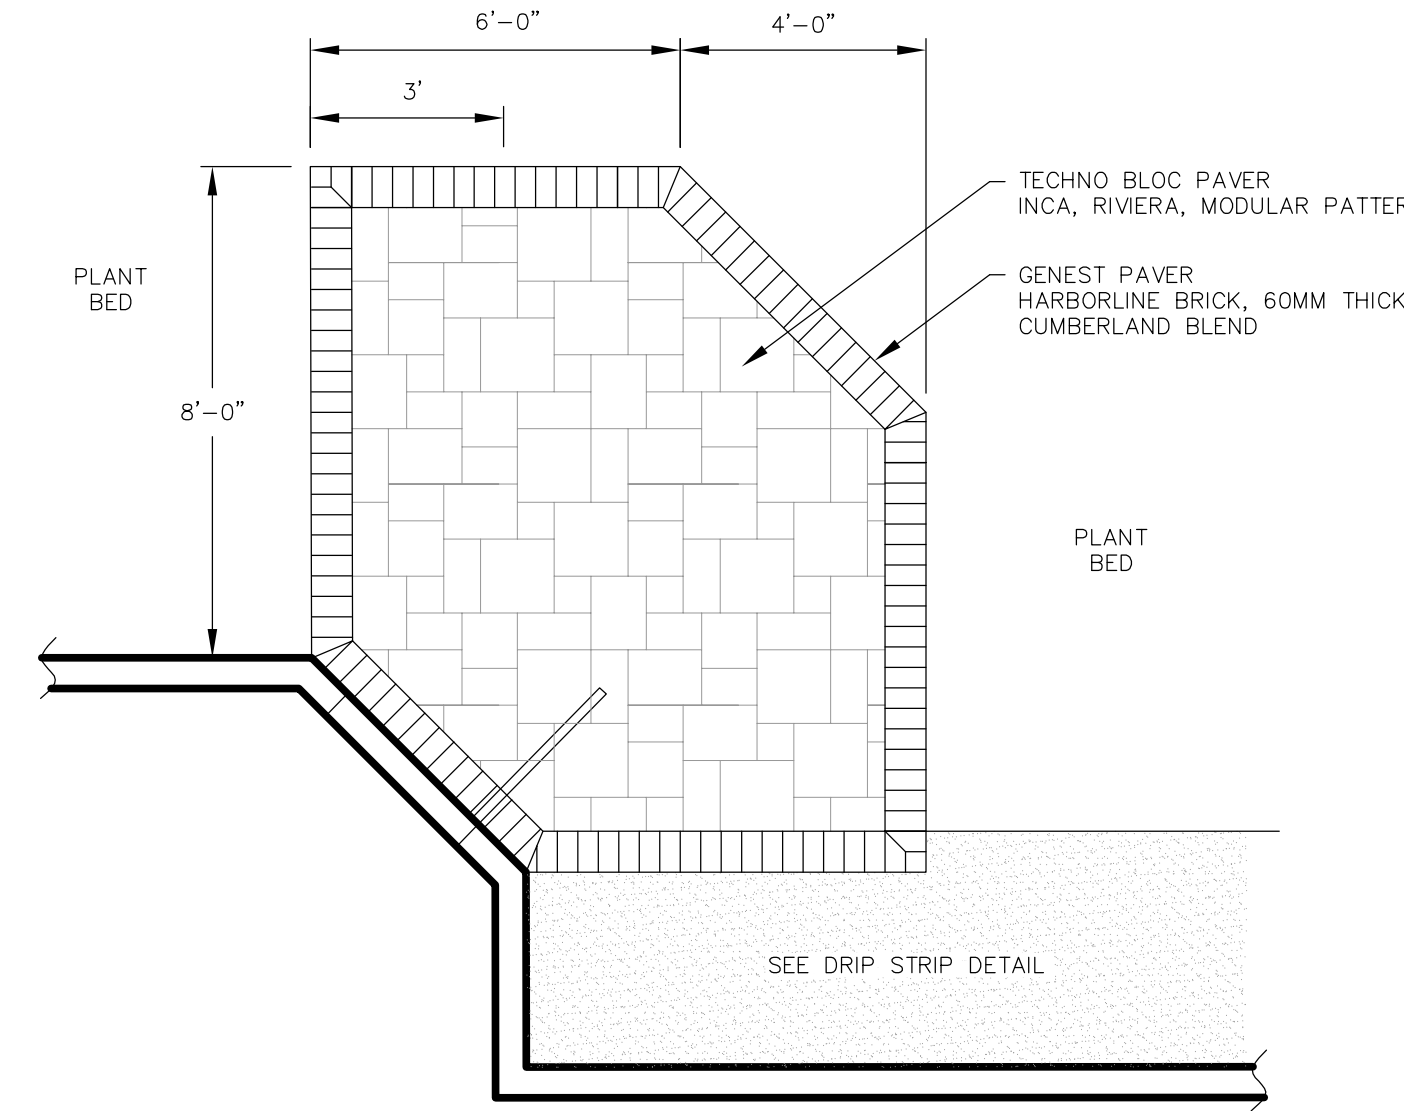 6'-0"
4'-0"
3'
TECHNO BLOC PAVER
INCA, RIVIERA, MODULAR PATTER
PLANT
BED
GENEST PAVER
HARBORLINE BRICK, 60MM THICK
CUMBERLAND BLEND
8'-0"
PLANT
BED
SEE DRIP STRIP DETAIL